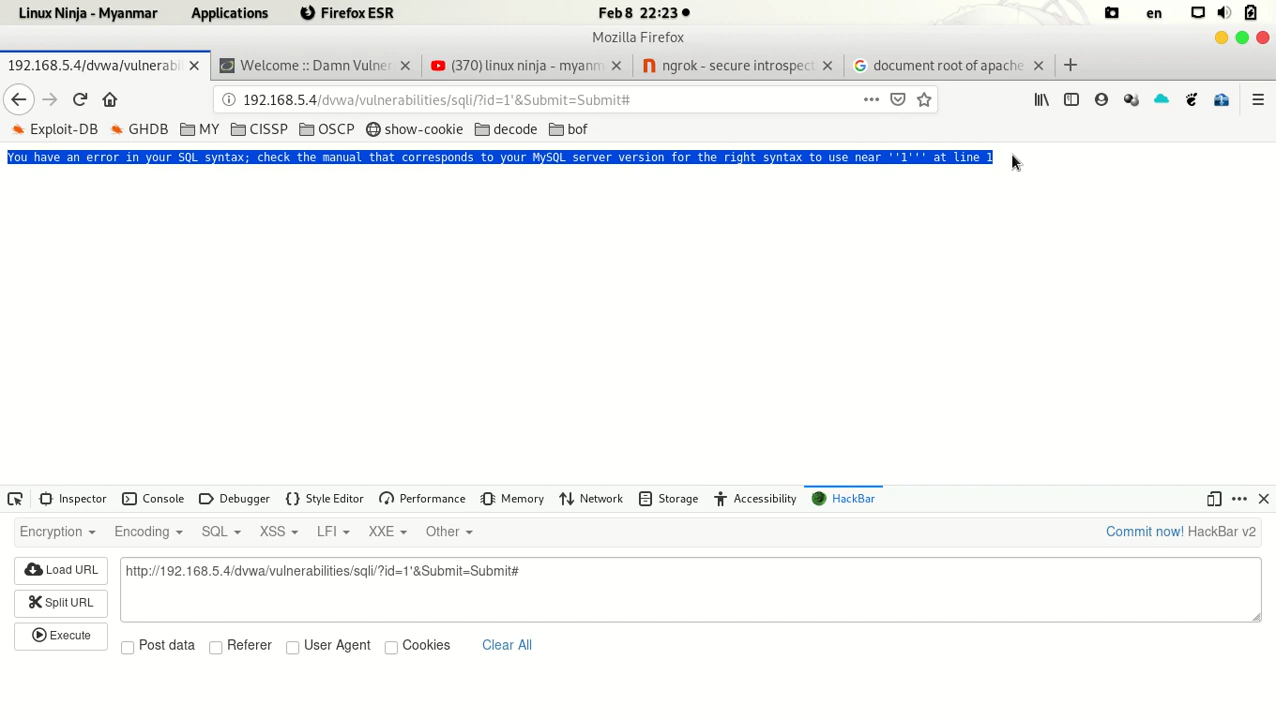 Linux Ninja - Myanmar Applications Firefox ESR Feb 8 22:23 en
Mozilla Firefox
192.168.5.4/dvwa/vulnerabi Welcome :: Damn Vulner (370) linux ninja - myanm ngrok - secure introspect document root of apache
192.168.5.4/dvwa/vulnerabilities/sqli/?id=1'&Submit=Submit#
Exploit-DB GHDB MY CISSP OSCP show-cookie decode bof
You have an error in your SQL syntax; check the manual that corresponds to your MySQL server version for the right syntax to use near ''1''' at line 1
Inspector Console Debugger Style Editor Performance Memory Network Storage Accessibility HackBar
Encryption Encoding SQL XSS LFI XXE Other Commit now! HackBar v2
Load URL http://192.168.5.4/dvwa/vulnerabilities/sqli/?id=1'&Submit=Submit#
Split URL
Execute
Post data Referer User Agent Cookies Clear All